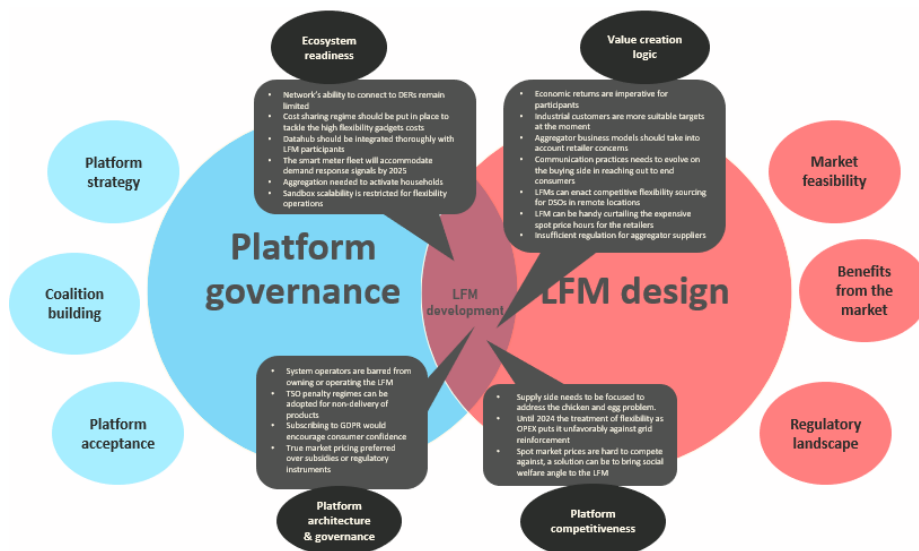 Ecosystem
readiness
Value creation
logic
• Network's ability to connect to DERs remain
limited
• Cost sharing regime should be put in place to
tackle the high flexibility gadgets costs
• Datahub should be integrated thoroughly with
LFM participants
• The smart meter fleet will accommodate
demand response signals by 2025
• Aggregation needed to activate households
• Sandbox scalability is restricted for flexibility
operations
• Economic returns are imperative for
participants
• Industrial customers are more suitable targets
at the moment
• Aggregator business models should take into
account retailer concerns
• Communication practices needs to evolve on
the buying side in reaching out to end
consumers
• LFMs can enact competitive flexibility sourcing
for DSOs in remote locations
• LFM can be handy curtailing the expensive
spot price hours for the retailers
• Insufficient regulation for aggregator suppliers
Platform
strategy
Coalition
building
Platform
acceptance
Platform
governance
LFM
development
LFM design
Market
feasibility
Benefits
from the
market
Regulatory
landscape
• System operators are barred from
owning or operating the LFM
• TSO penalty regimes can be
adopted for non-delivery of
products
• Subscribing to GDPR would
encourage consumer confidence
• True market pricing preferred
over subsidies or regulatory
instruments
• Supply side needs to be focused to
address the chicken and egg problem.
• Until 2024 the treatment of flexibility as
OPEX puts it unfavorably against grid
reinforcement
• Spot market prices are hard to compete
against, a solution can be to bring social
welfare angle to the LFM
Platform
architecture
& governance
Platform
competitiveness